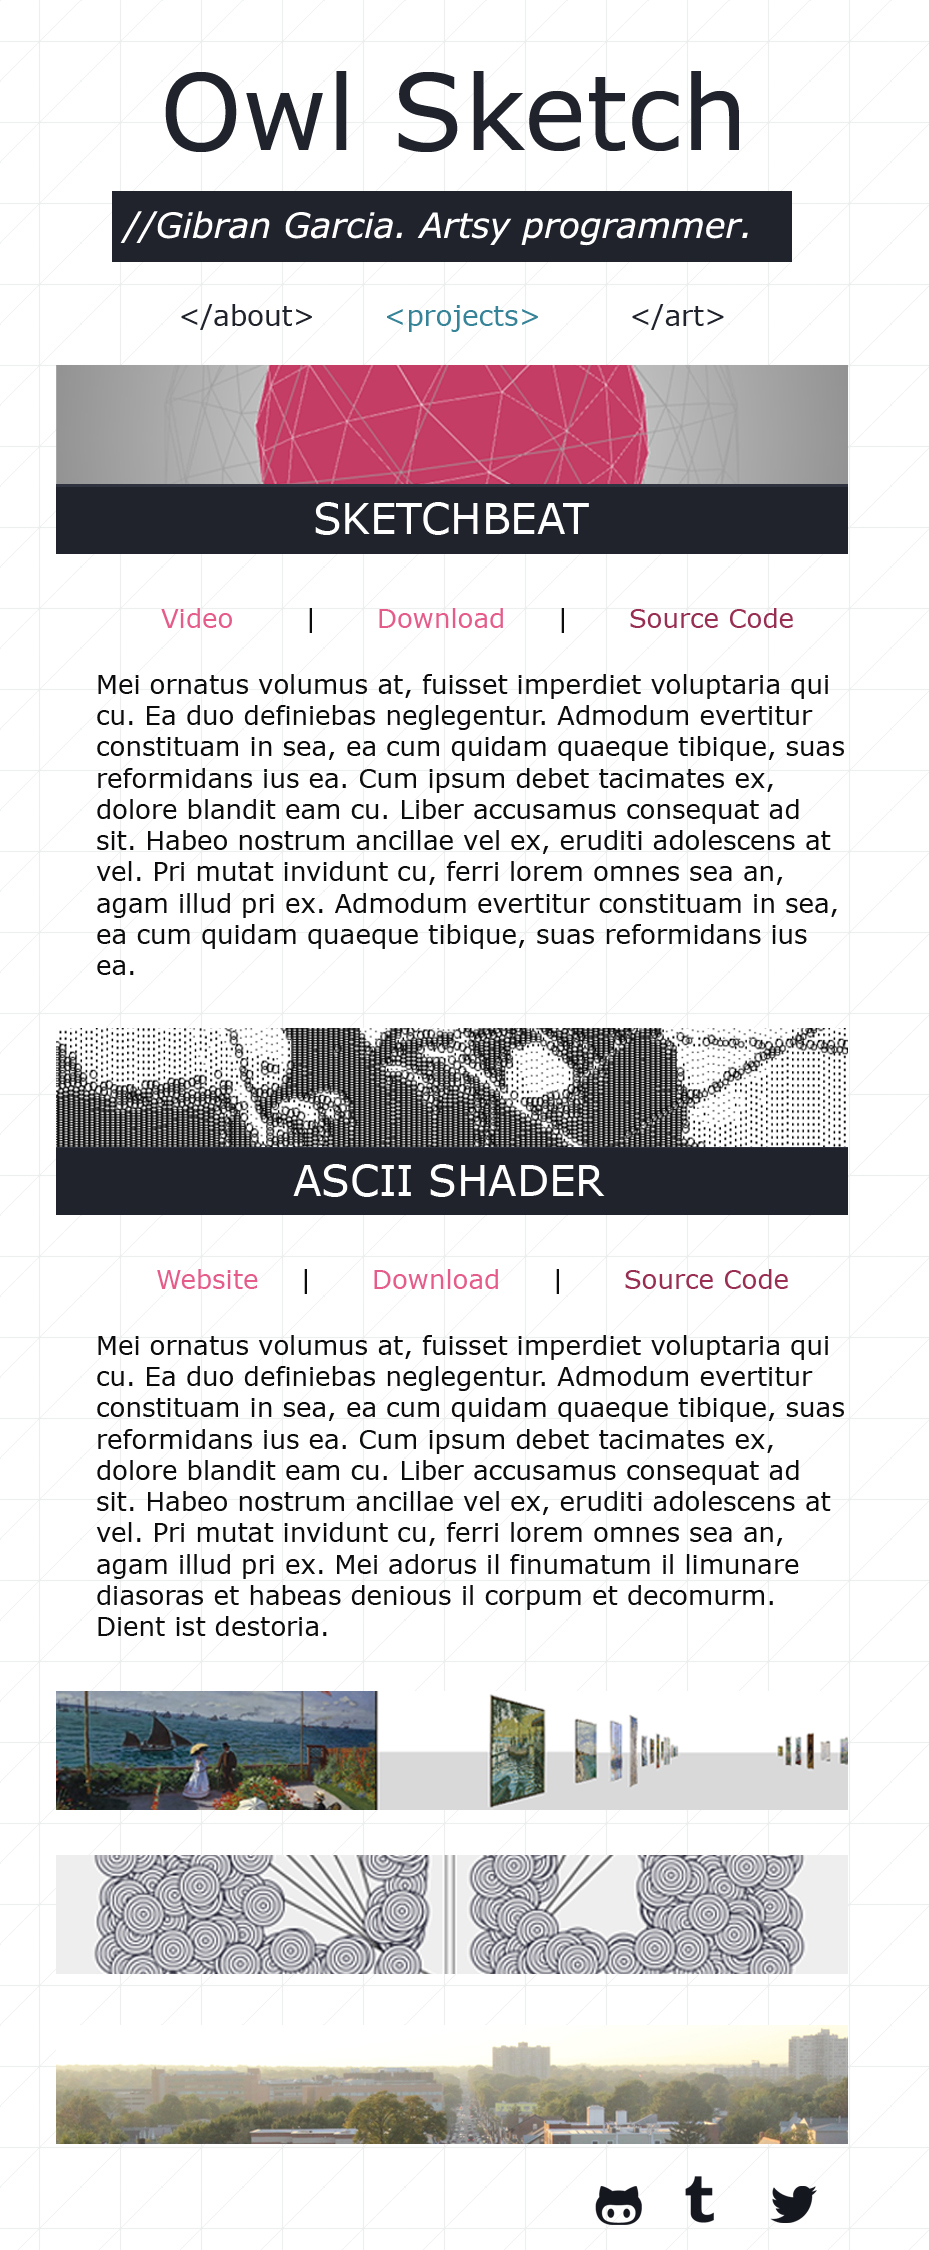 Owl Sketch
//Gibran Garcia. Artsy programmer.
</about> <projects> </art>
SKETCHBEAT
Video | Download | Source Code
Mei ornatus volumus at, fuisset imperdiet voluptaria qui
cu. Ea duo definiebas neglegentur. Admodum evertitur
constituam in sea, ea cum quidam quaeque tibique, suas
reformidans ius ea. Cum ipsum debet tacimates ex,
dolore blandit eam cu. Liber accusamus consequat ad
sit. Habeo nostrum ancillae vel ex, eruditi adolescens at
vel. Pri mutat invidunt cu, ferri lorem omnes sea an,
agam illud pri ex. Admodum evertitur constituam in sea,
ea cum quidam quaeque tibique, suas reformidans ius
ea.
ASCII SHADER
Website | Download | Source Code
Mei ornatus volumus at, fuisset imperdiet voluptaria qui
cu. Ea duo definiebas neglegentur. Admodum evertitur
constituam in sea, ea cum quidam quaeque tibique, suas
reformidans ius ea. Cum ipsum debet tacimates ex,
dolore blandit eam cu. Liber accusamus consequat ad
sit. Habeo nostrum ancillae vel ex, eruditi adolescens at
vel. Pri mutat invidunt cu, ferri lorem omnes sea an,
agam illud pri ex. Mei adorus il finumatum il limunare
diasoras et habeas denious il corpum et decomurm.
Dient ist destoria.
t